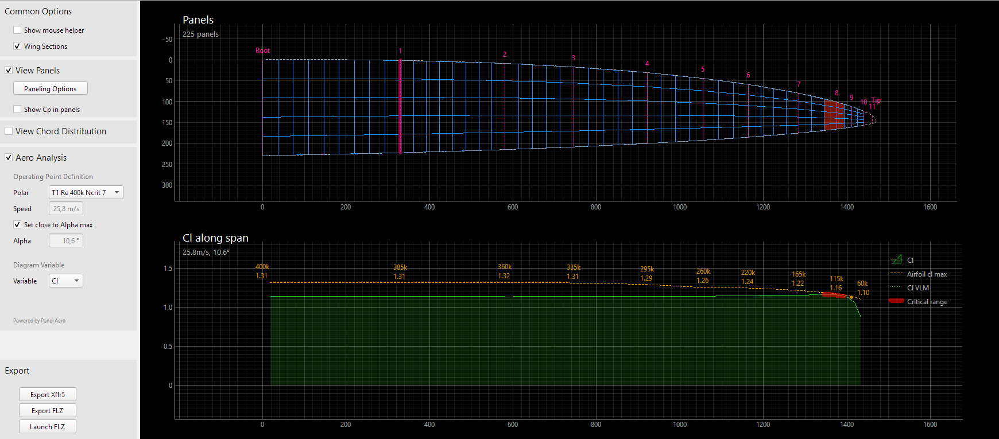 Common Options
Show mouse helper
Wing Sections
View Panels
Paneling Options
Show Cp in panels
View Chord Distribution
Aero Analysis
Operating Point Definition
Polar T1 Re 400k Ncrit 7
Speed 25,8 m/s
Set close to Alpha max
Alpha 10,6 °
Diagram Variable
Variable Cl
Powered by Panel Aero
Export
Export Xflr5
Export FLZ
Launch FLZ
Panels
225 panels
-50
0
50
100
150
200
250
300
Root 1 2 3 4 5 6 7 8 9 10 11 Tip
0 200 400 600 800 1000 1200 1400 1600
Cl along span
25.8m/s, 10.6°
1.5
1.0
0.5
0
400k 385k 360k 335k 295k 260k 220k 165k 115k 60k
1.31 1.31 1.32 1.31 1.29 1.26 1.24 1.22 1.16 1.10
Cl
Airfoil cl max
Cl VLM
Critical range
0 200 400 600 800 1000 1200 1400 1600